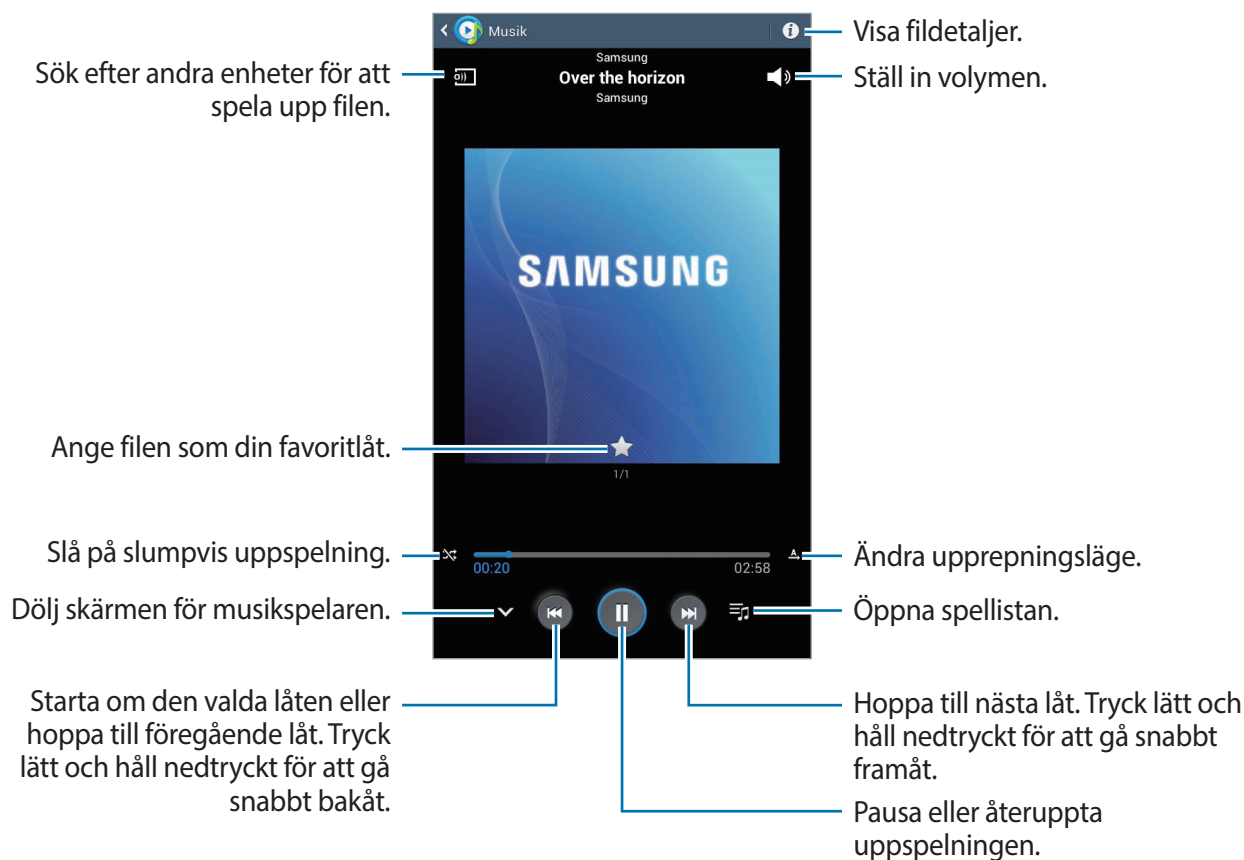 Musik
Samsung
Over the horizon
Samsung
Sök efter andra enheter för att
spela upp filen.
Visa fildetaljer.
Ställ in volymen.
SAMSUNG
Ange filen som din favoritlåt.
1/1
Slå på slumpvis uppspelning.
00:20
02:58
A
Ändra upprepningsläge.
Dölj skärmen för musikspelaren.
Öppna spellistan.
Starta om den valda låten eller
hoppa till föregående låt. Tryck
lätt och håll nedtryckt för att gå
snabbt bakåt.
Hoppa till nästa låt. Tryck lätt och
håll nedtryckt för att gå snabbt
framåt.
Pausa eller återuppta
uppspelningen.